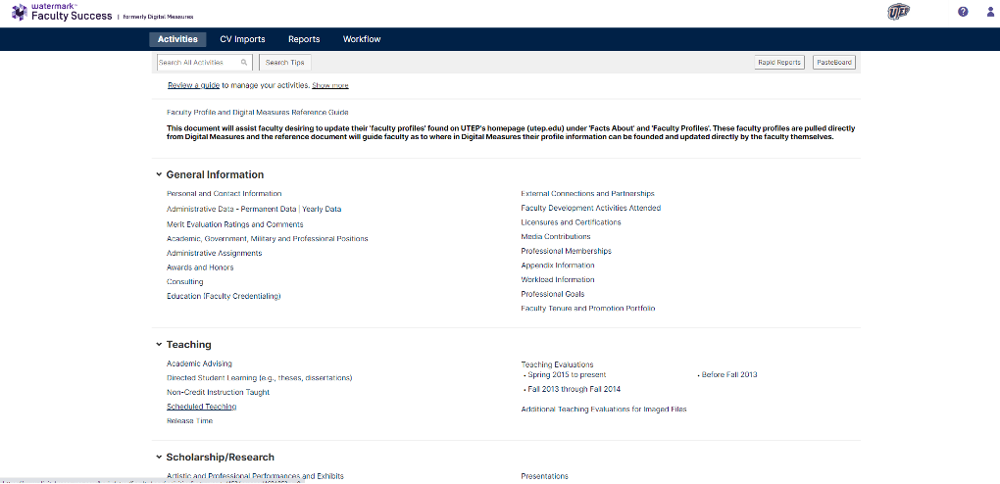 watermark™
Faculty Success | formerly Digital Measures
UTEP
Activities CV Imports Reports Workflow
Search All Activities Search Tips Rapid Reports PasteBoard
Review a guide to manage your activities. Show more
Faculty Profile and Digital Measures Reference Guide
This document will assist faculty desiring to update their 'faculty profiles' found on UTEP's homepage (utep.edu) under 'Facts About' and 'Faculty Profiles'. These faculty profiles are pulled directly
from Digital Measures and the reference document will guide faculty as to where in Digital Measures their profile information can be founded and updated directly by the faculty themselves.
General Information
Personal and Contact Information
Administrative Data - Permanent Data | Yearly Data
Merit Evaluation Ratings and Comments
Academic, Government, Military and Professional Positions
Administrative Assignments
Awards and Honors
Consulting
Education (Faculty Credentialing)
External Connections and Partnerships
Faculty Development Activities Attended
Licensures and Certifications
Media Contributions
Professional Memberships
Appendix Information
Workload Information
Professional Goals
Faculty Tenure and Promotion Portfolio
Teaching
Academic Advising
Directed Student Learning (e.g., theses, dissertations)
Non-Credit Instruction Taught
Scheduled Teaching
Release Time
Teaching Evaluations
• Spring 2015 to present • Before Fall 2013
• Fall 2013 through Fall 2014
Additional Teaching Evaluations for Imaged Files
Scholarship/Research
Artistic and Professional Performances and Exhibits
Presentations